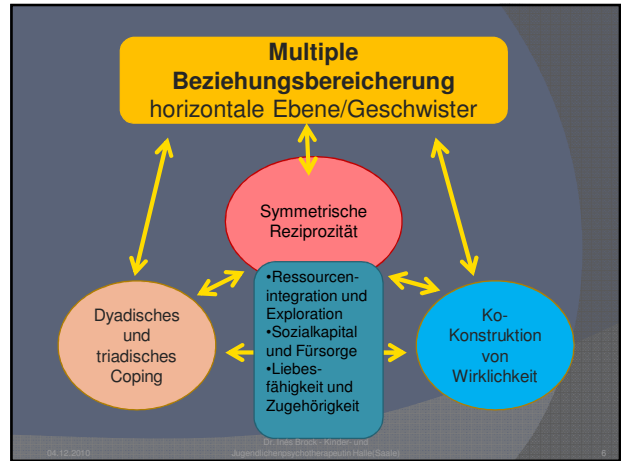 Multiple
Beziehungsbereicherung
horizontale Ebene/Geschwister
Symmetrische
Reziprozität
•Ressourcen-
integration und
Exploration
•Sozialkapital
und Fürsorge
•Liebes-
fähigkeit und
Zugehörigkeit
Dyadisches
und
triadisches
Coping
Ko-
Konstruktion
von
Wirklichkeit
04.12.2010
Dr. Inés Brock - Kinder- und
Jugendlichenpsychotherapeutin Halle(Saale)
6